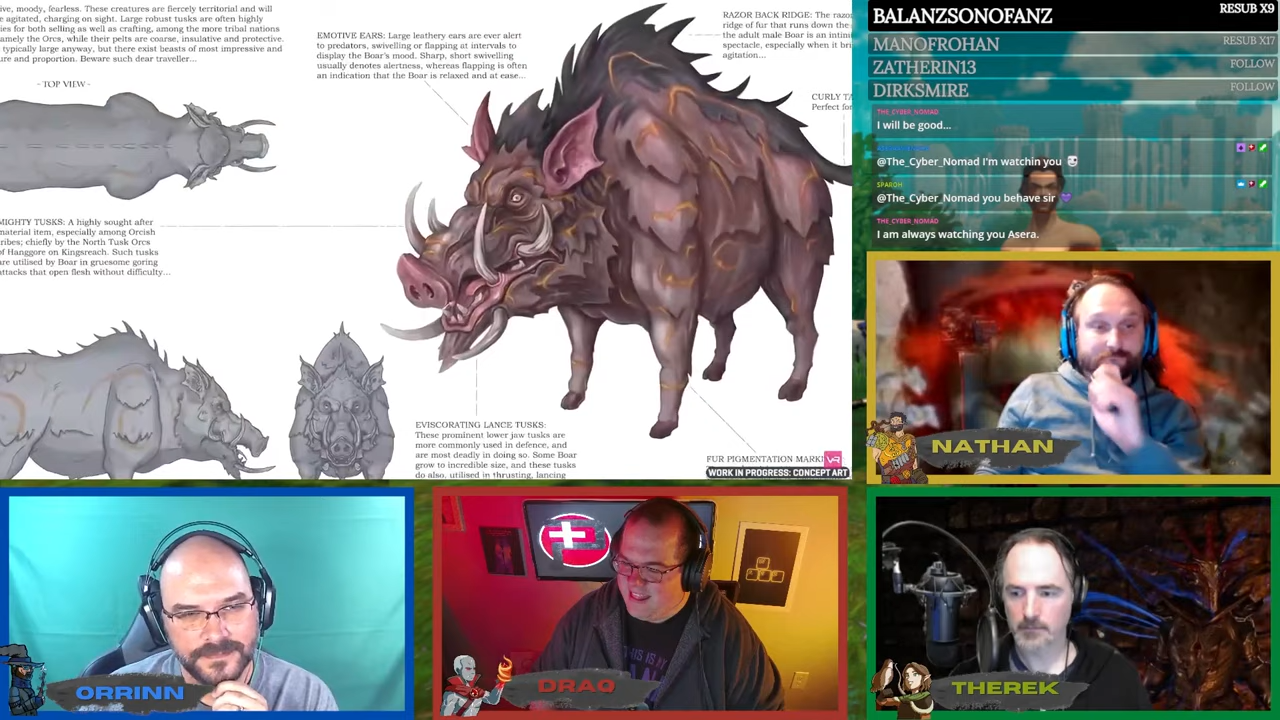 ive, moody, fearless. These creatures are fiercely territorial and will
e agitated, charging on sight. Large robust tusks are often highly
ies for both selling as well as crafting, among the more tribal nations
amely the Orcs, while their pelts are coarse, insulative and protective.
typically large anyway, but there exist beasts of most impressive and
ure and proportion. Beware such dear traveller...
- TOP VIEW -
EMOTIVE EARS: Large leathery ears are ever alert
to predators, swivelling or flapping at intervals to
display the Boar's mood. Sharp, short swivelling
usually denotes alertness, whereas flapping is often
an indication that the Boar is relaxed and at ease...
RAZOR BACK RIDGE: The razor
ridge of fur that runs down
the adult male Boar is an intimi
spectacle, especially when it bri
agitation...
CURLY TA
Perfect for
MIGHTY TUSKS: A highly sought after
material item, especially among Orcish
ribes; chiefly by the North Tusk Orcs
of Hanggore on Kingsreach. Such tusks
are utilised by Boar in gruesome goring
attacks that open flesh without difficulty...
EVISCERATING LANCE TUSKS:
These prominent lower jaw tusks are
more commonly used in defence, and
are most deadly in doing so. Some Boar
grow to incredible size, and these tusks
do also, utilised in thrusting, lancing
FUR PIGMENTATION MARKI
WORK IN PROGRESS: CONCEPT ART
BALANZSONOFANZ RESUB X9
MANOFROHAN RESUB X17
ZATHERIN13 FOLLOW
DIRKSMIRE FOLLOW
THE_CYBER_NOMAD
I will be good...
@The_Cyber_Nomad I'm watchin you
SPAROH
@The_Cyber_Nomad you behave sir
THE_CYBER_NOMAD
I am always watching you Asera.
NATHAN
ORRINN
DRAQ
THEREK